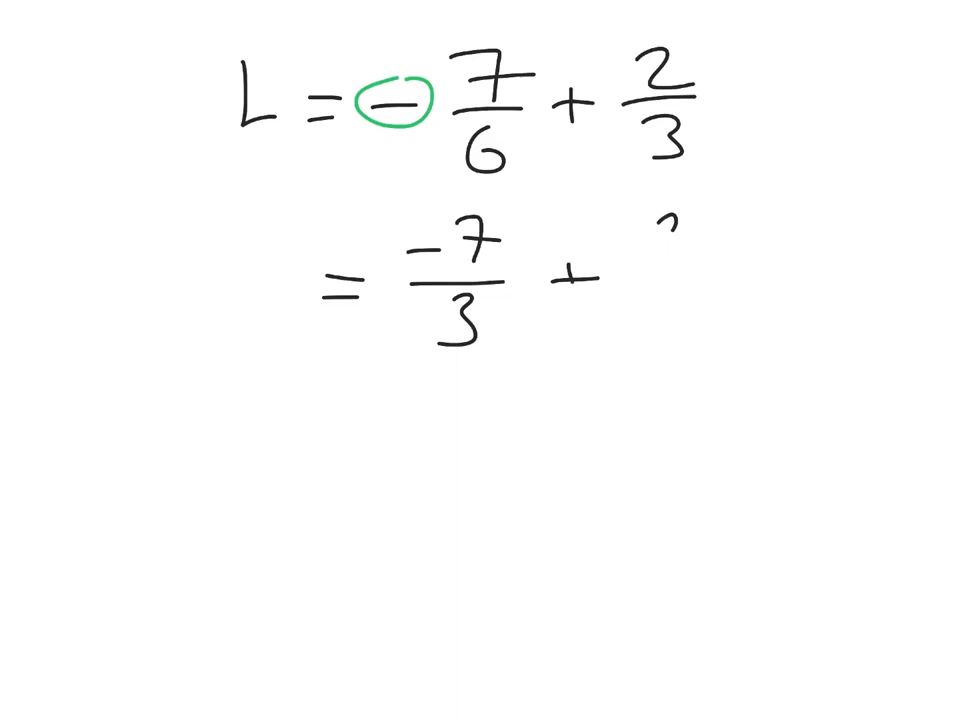 L = - 7/6 + 2/3
= -7/3 +